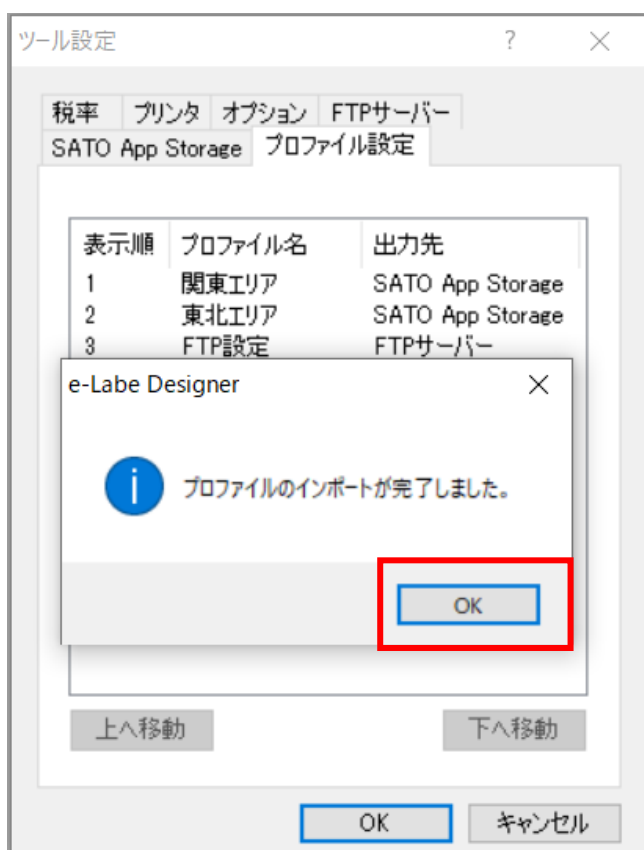 ツール設定
税率 プリンタ オプション FTPサーバー
SATO App Storage プロファイル設定
表示順 プロファイル名 出力先
1 関東エリア SATO App Storage
2 東北エリア SATO App Storage
3 FTP設定 FTPサーバー
e-Labe Designer
プロファイルのインポートが完了しました。
OK
上へ移動 下へ移動
OK キャンセル